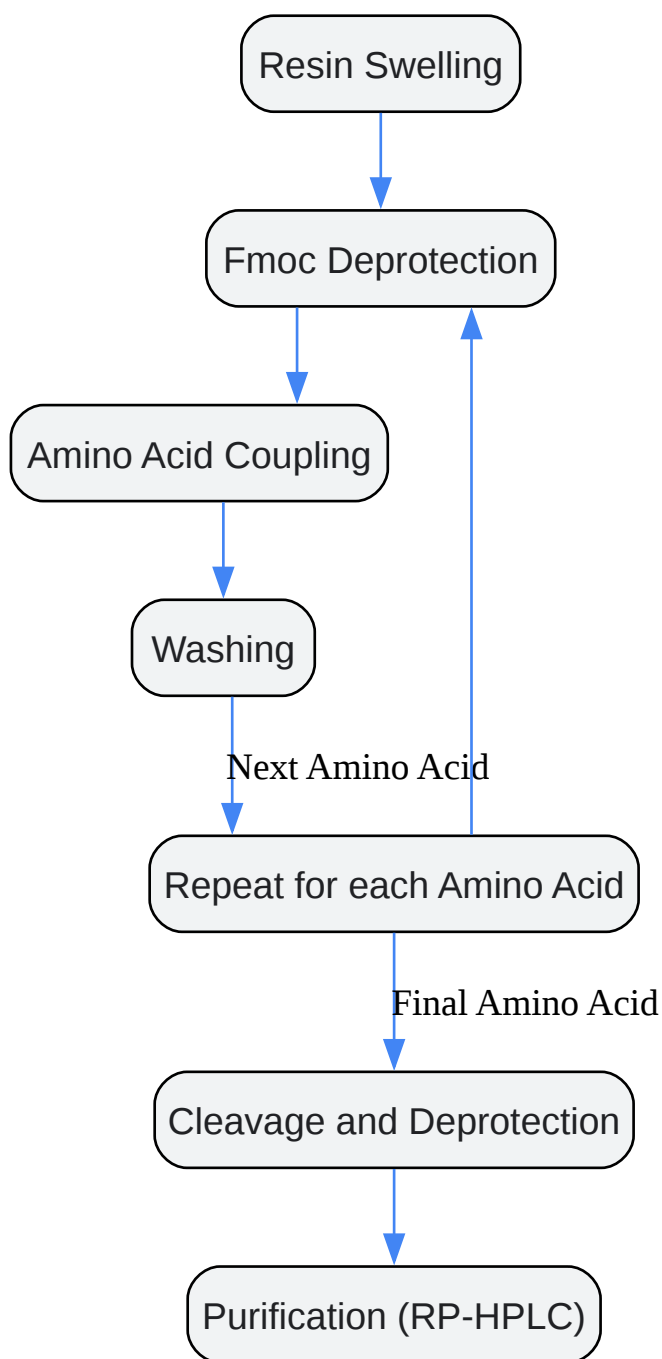 Resin Swelling
Fmoc Deprotection
Amino Acid Coupling
Washing
Next Amino Acid
Repeat for each Amino Acid
Final Amino Acid
Cleavage and Deprotection
Purification (RP-HPLC)